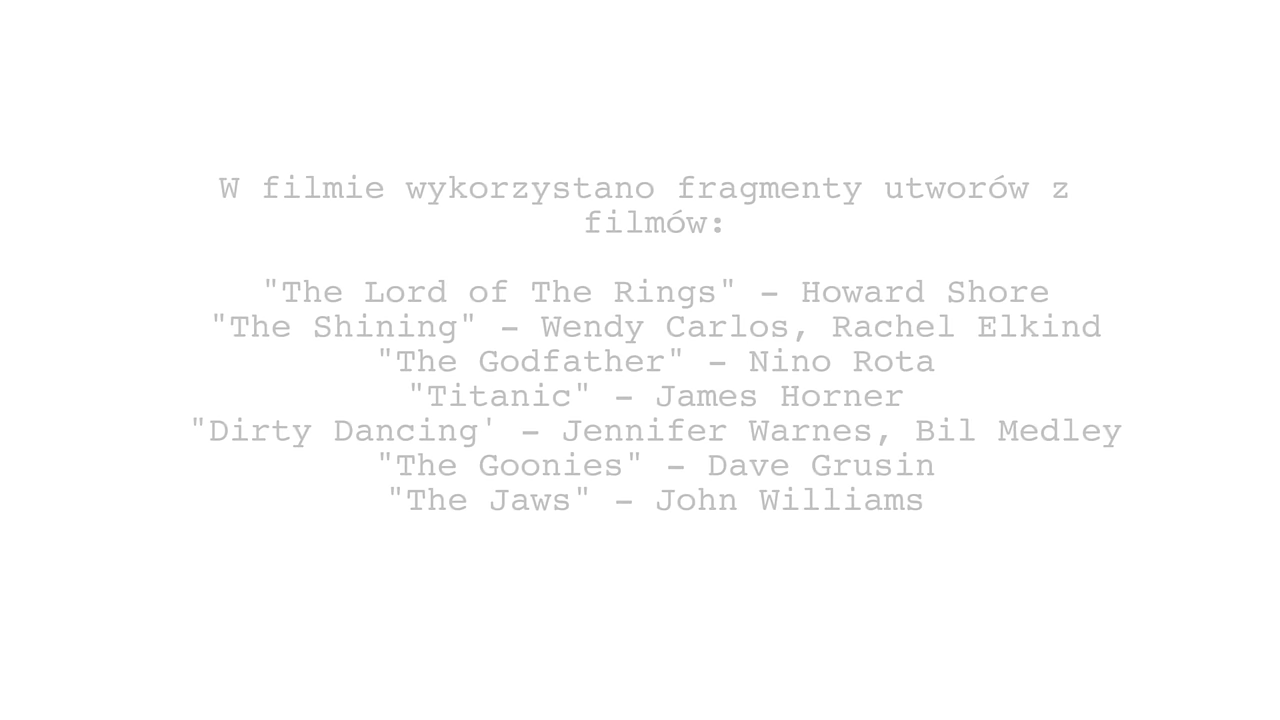 W filmie wykorzystano fragmenty utworów z
filmów:
"The Lord of The Rings" - Howard Shore
"The Shining" - Wendy Carlos, Rachel Elkind
"The Godfather" - Nino Rota
"Titanic" - James Horner
"Dirty Dancing' - Jennifer Warnes, Bil Medley
"The Goonies" - Dave Grusin
"The Jaws" - John Williams